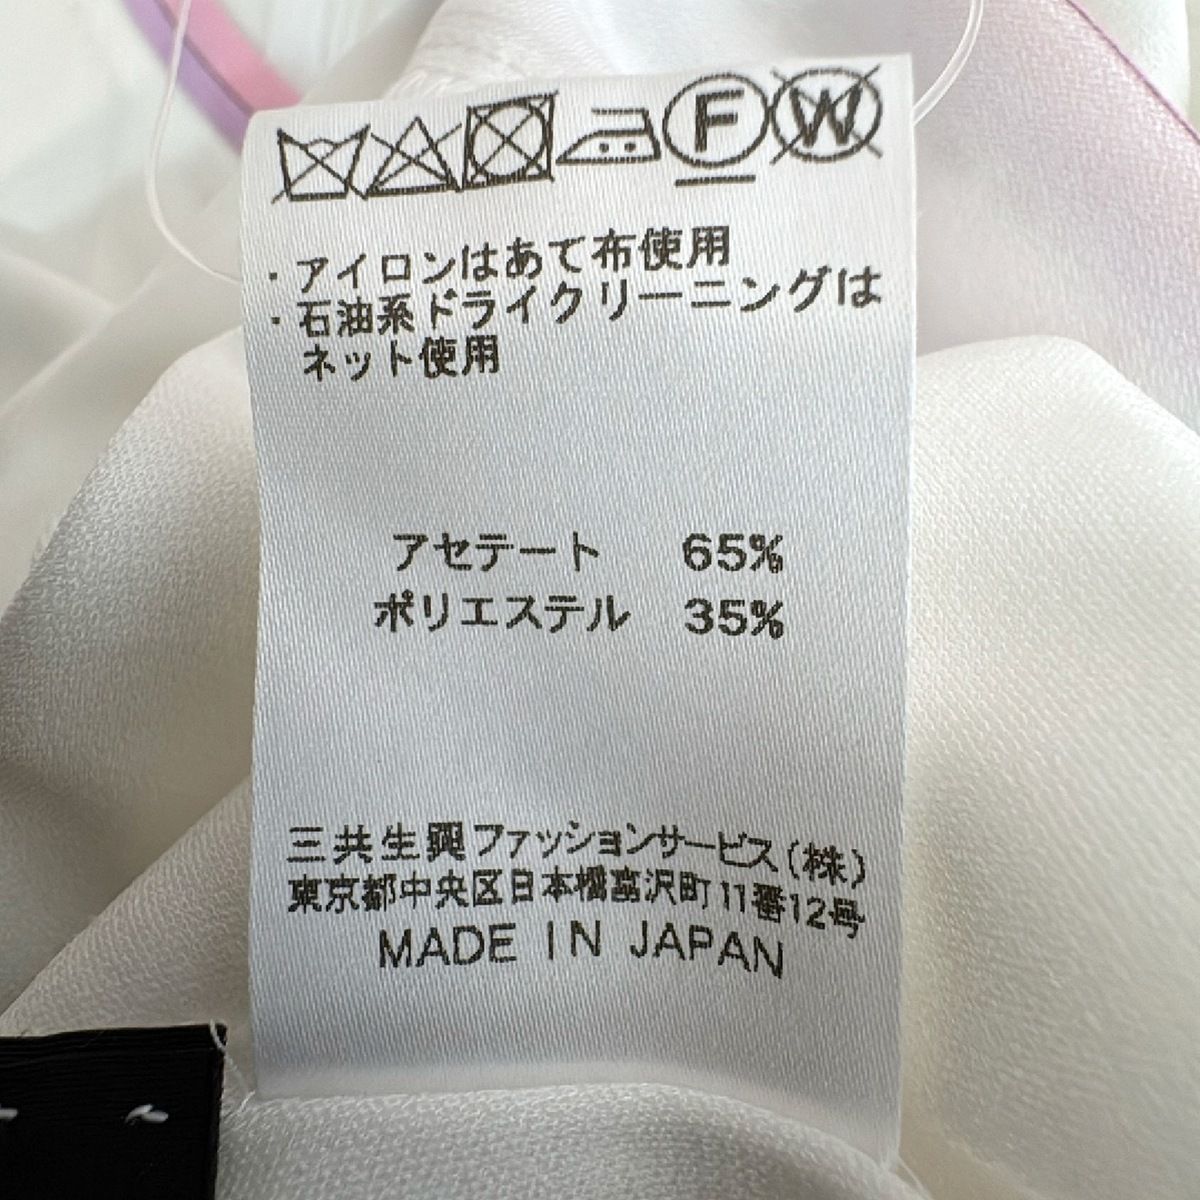 F W
・アイロンはあて布使用
・石油系ドライクリーニングは
ネット使用
アセテート 65%
ポリエステル 35%
三共生興ファッションサービス(株)
東京都中央区日本橋富沢町11番12号
MADE IN JAPAN